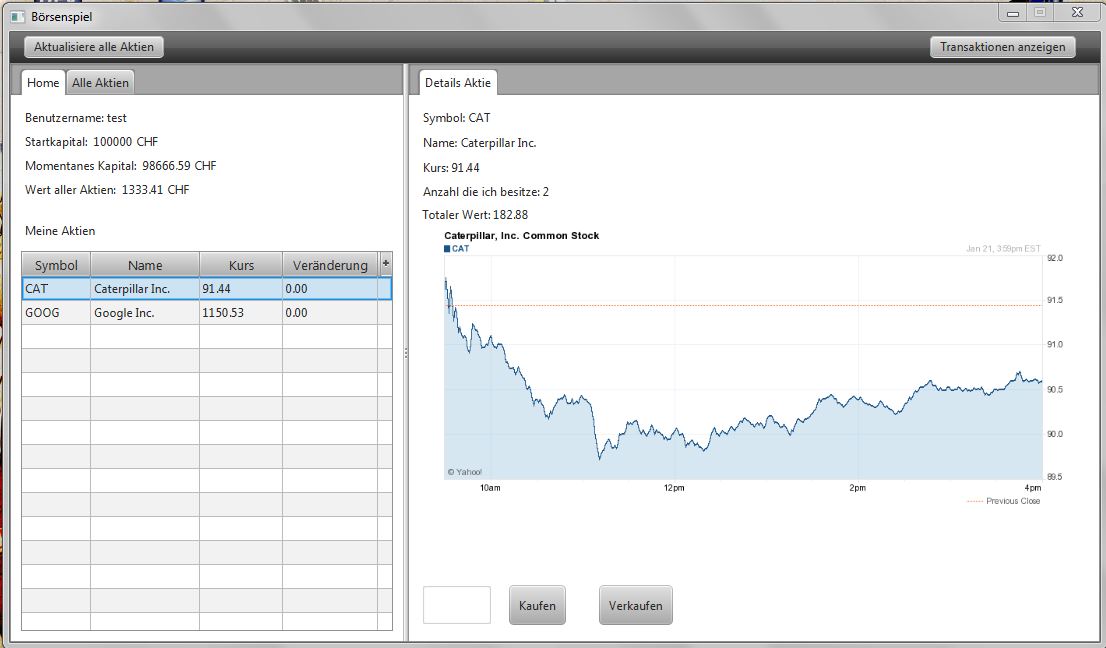 Börsenspiel
Aktualisiere alle Aktien
Transaktionen anzeigen
Home
Alle Aktien
Benutzername: test
Startkapital: 100000 CHF
Momentanes Kapital: 98666.59 CHF
Wert aller Aktien: 1333.41 CHF
Meine Aktien
Symbol Name Kurs Veränderung +
CAT Caterpillar Inc. 91.44 0.00
GOOG Google Inc. 1150.53 0.00
Details Aktie
Symbol: CAT
Name: Caterpillar Inc.
Kurs: 91.44
Anzahl die ich besitze: 2
Totaler Wert: 182.88
Caterpillar, Inc. Common Stock
CAT
Jan 21, 3:59pm EST
92.0
91.5
91.0
90.5
90.0
89.5
© Yahoo!
10am 12pm 2pm 4pm
Previous Close
Kaufen
Verkaufen